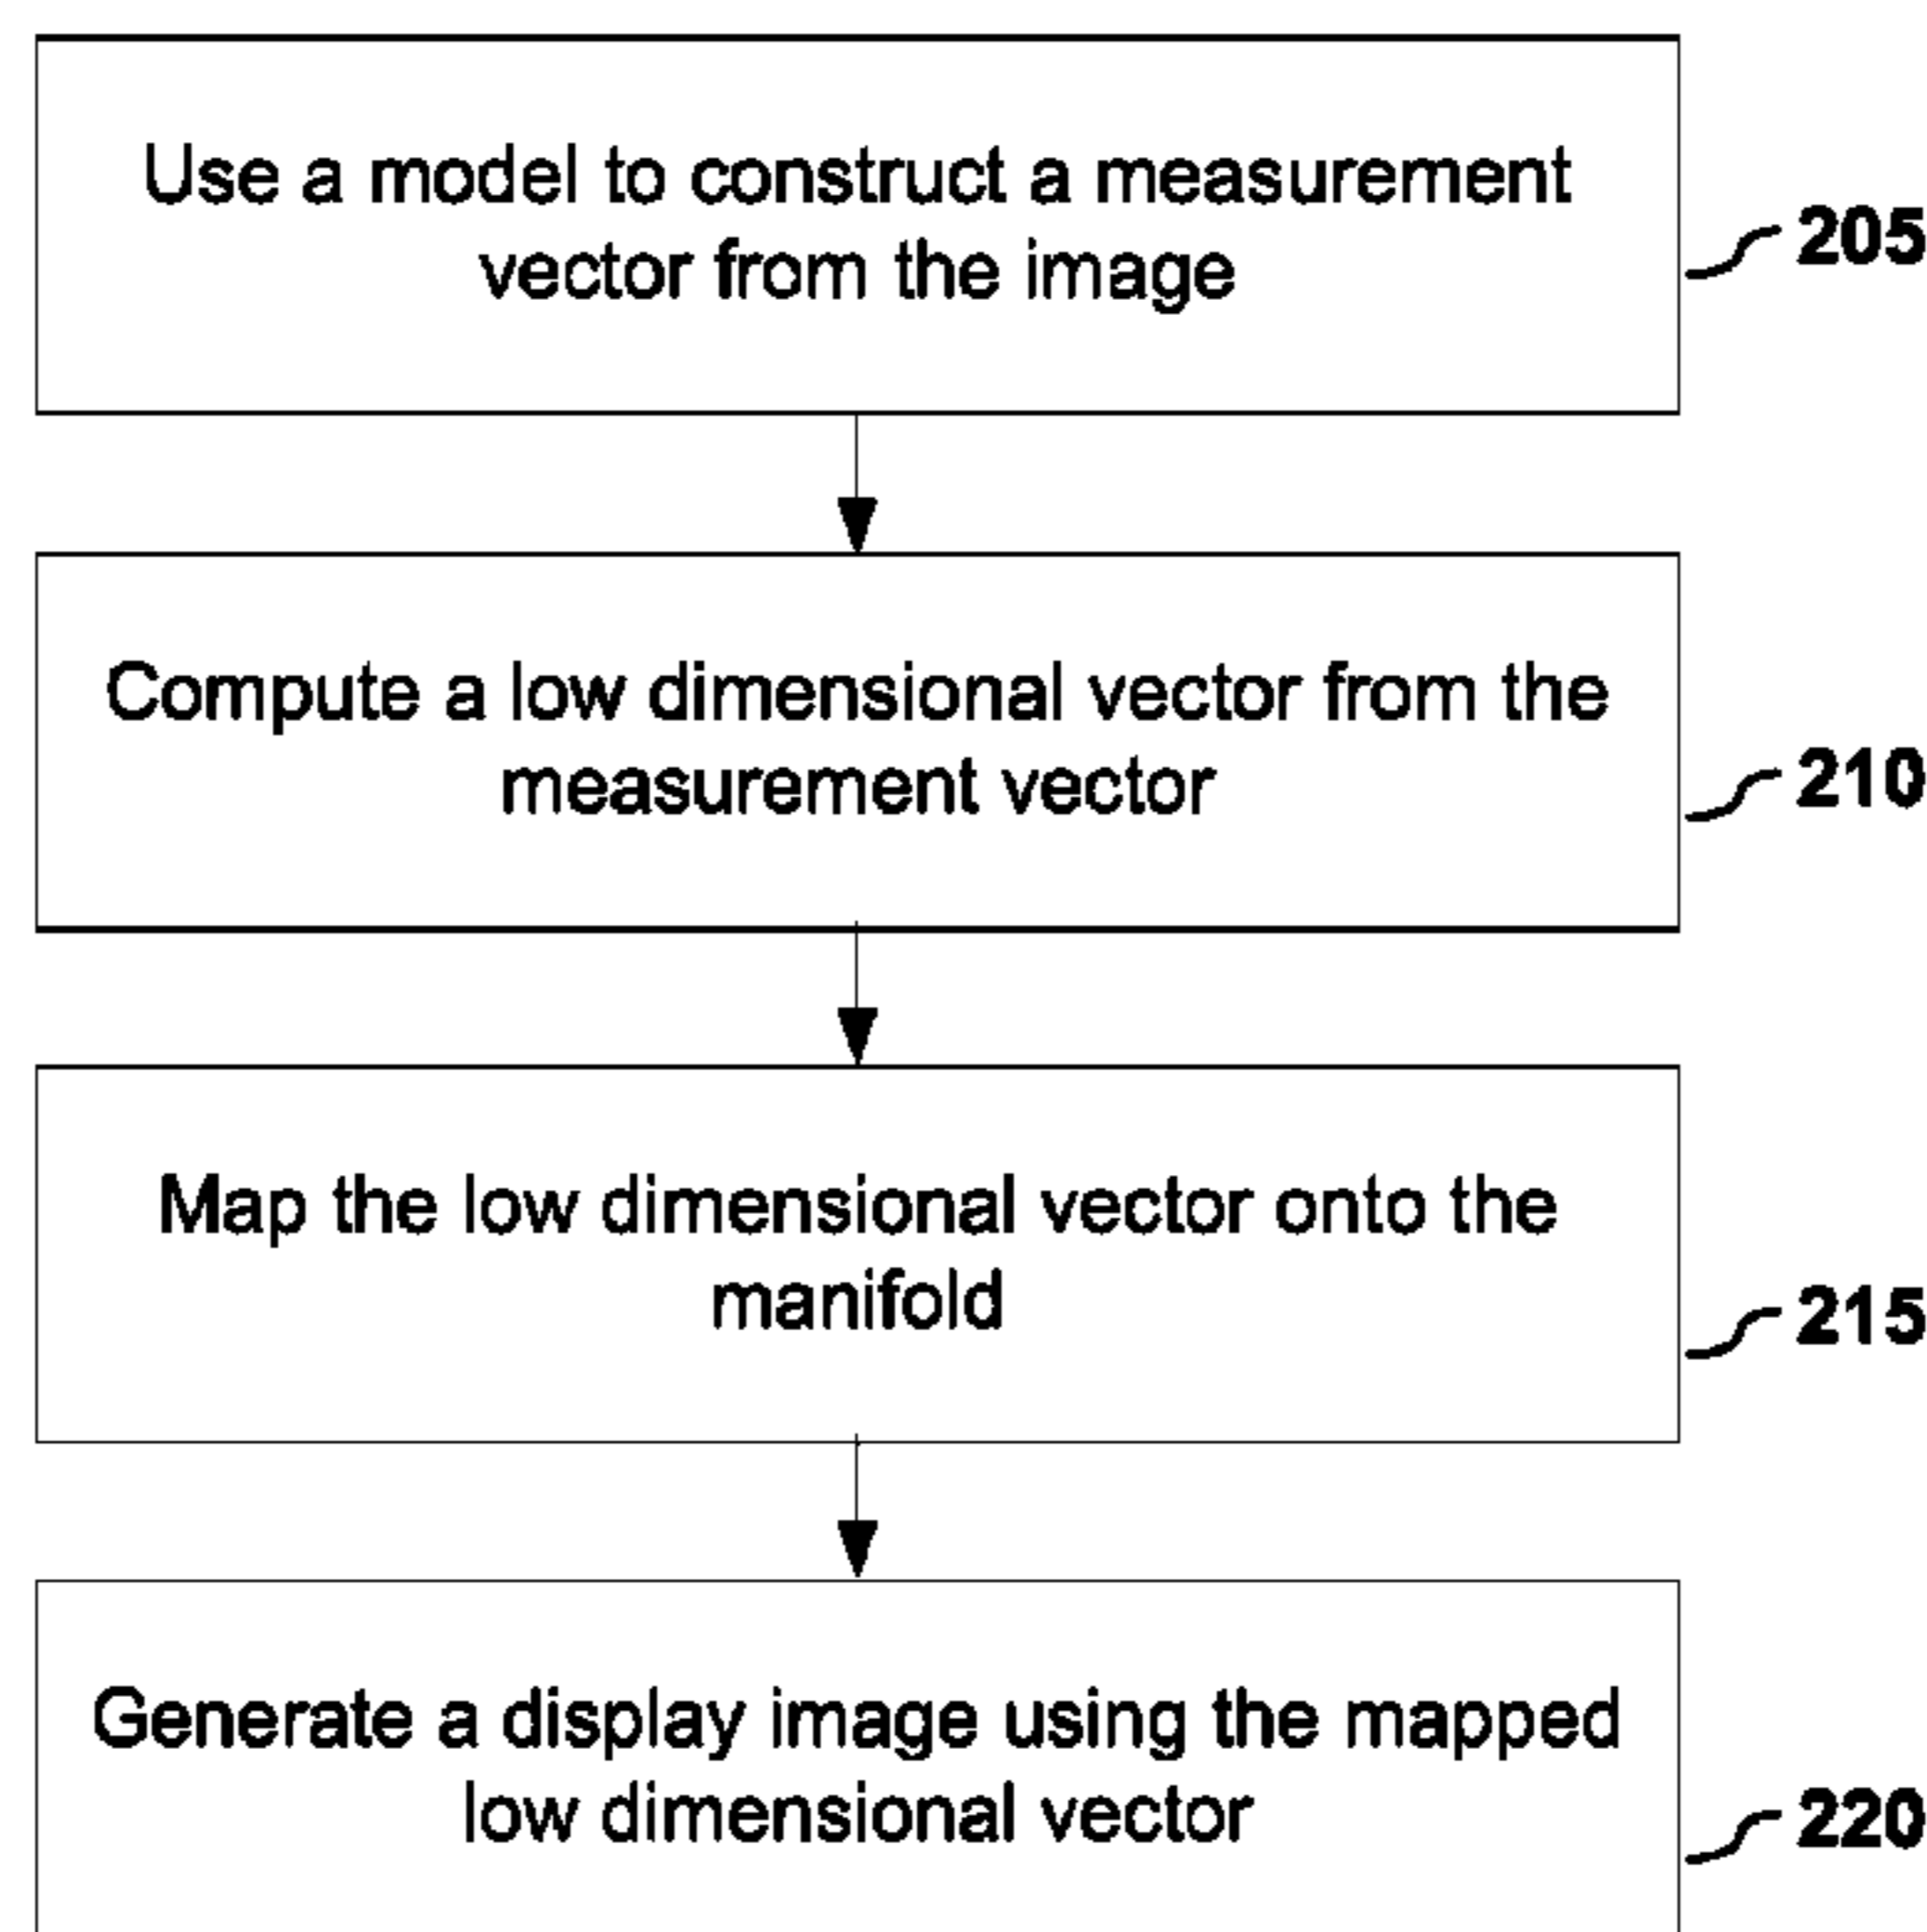 Use a model to construct a measurement
vector from the image
205
Compute a low dimensional vector from the
measurement vector
210
Map the low dimensional vector onto the
manifold
215
Generate a display image using the mapped
low dimensional vector
220